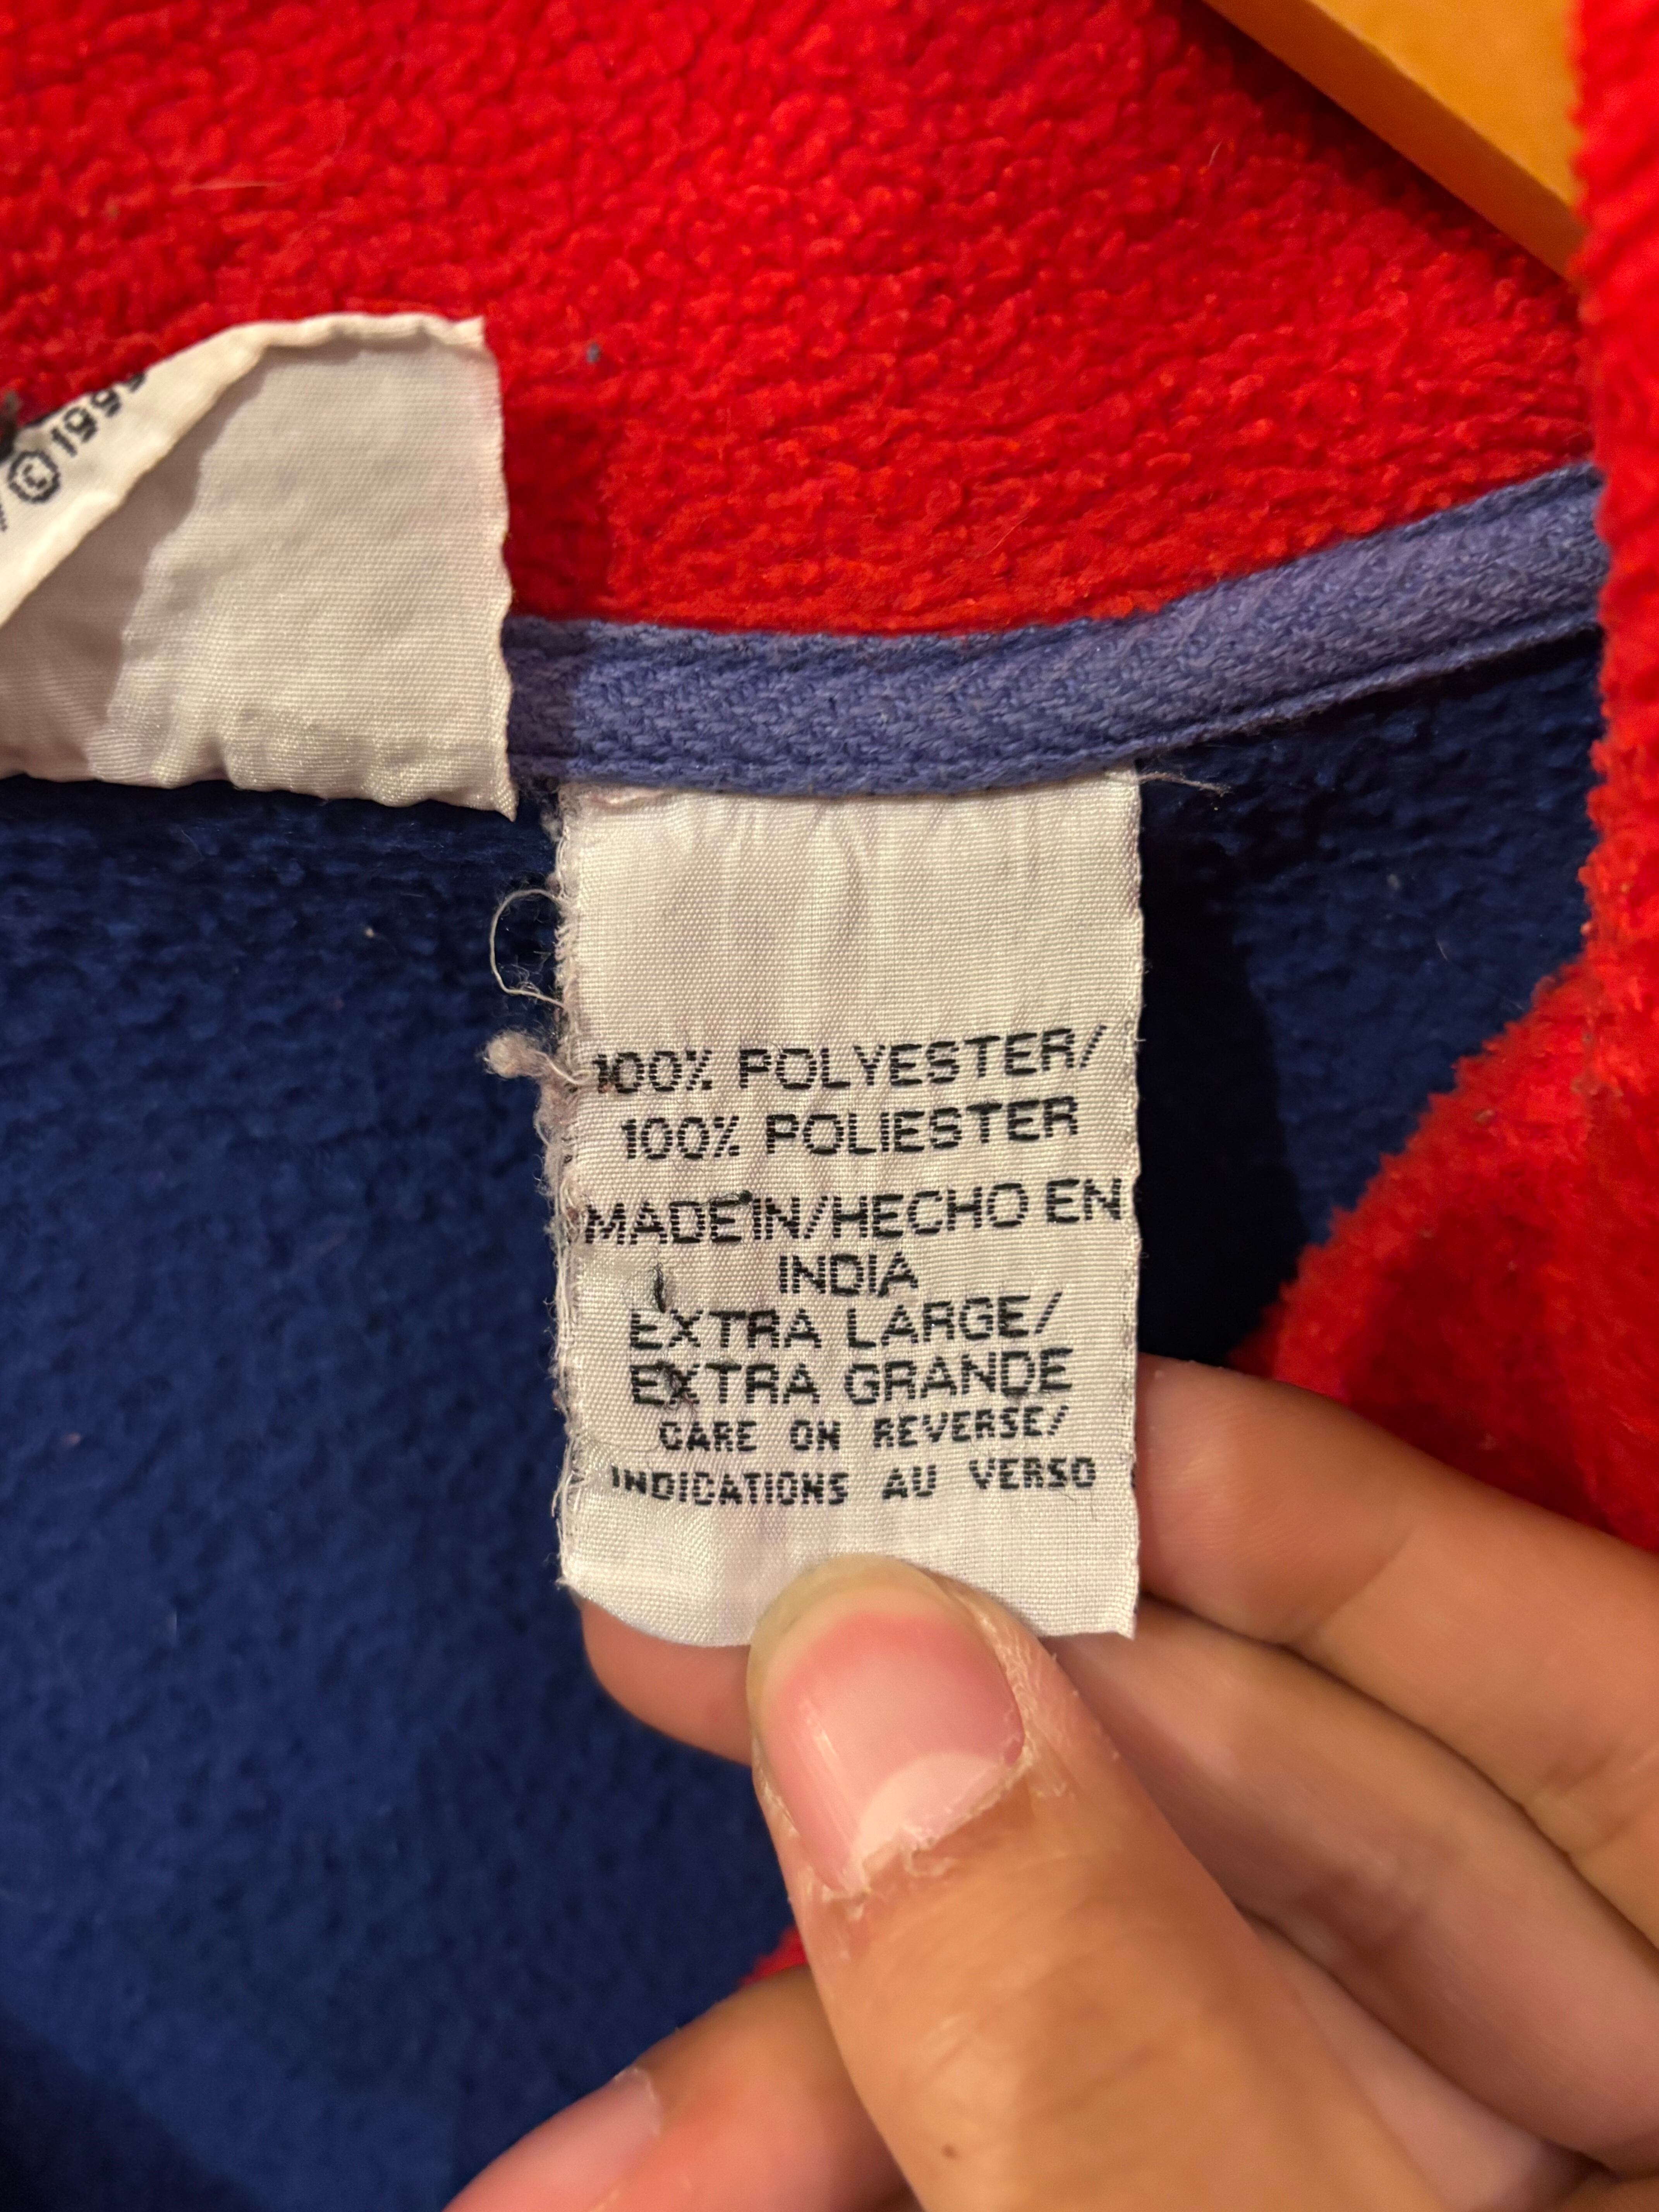 © 199
100% POLYESTER/
100% POLIESTER
MADE IN/HECHO EN
INDIA
EXTRA LARGE/
EXTRA GRANDE
CARE ON REVERSE/
INDICATIONS AU VERSO